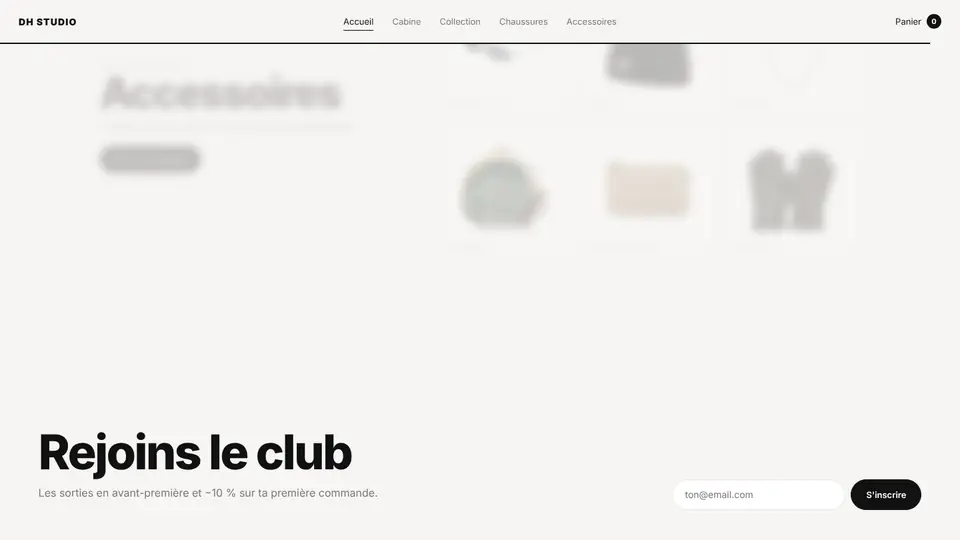 DH STUDIO
Accueil
Cabine
Collection
Chaussures
Accessoires
Panier 0
Accessoires
Rejoins le club
Les sorties en avant-première et −10 % sur ta première commande.
ton@email.com
S'inscrire